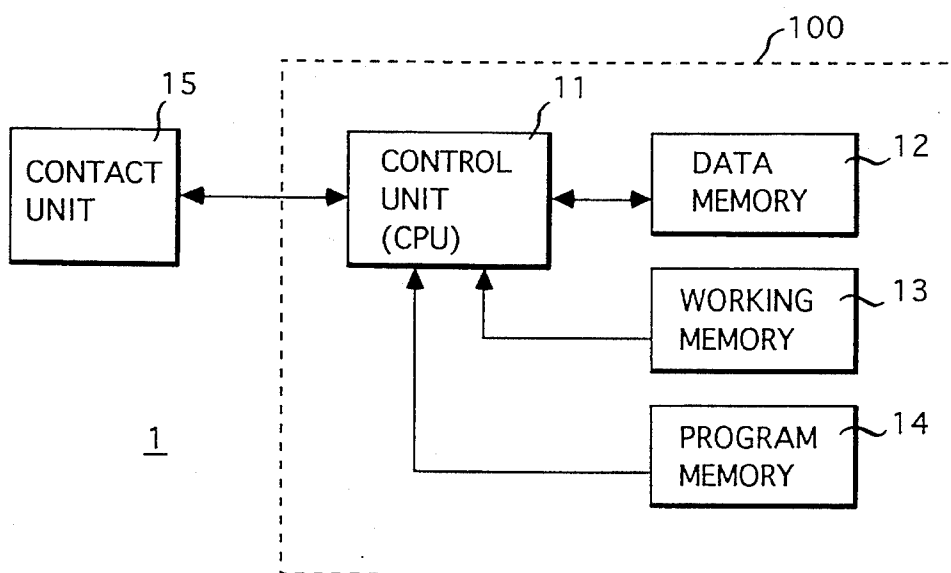 100
15
11
CONTACT
UNIT
CONTROL
UNIT
(CPU)
DATA
MEMORY
12
WORKING
MEMORY
13
PROGRAM
MEMORY
14
1